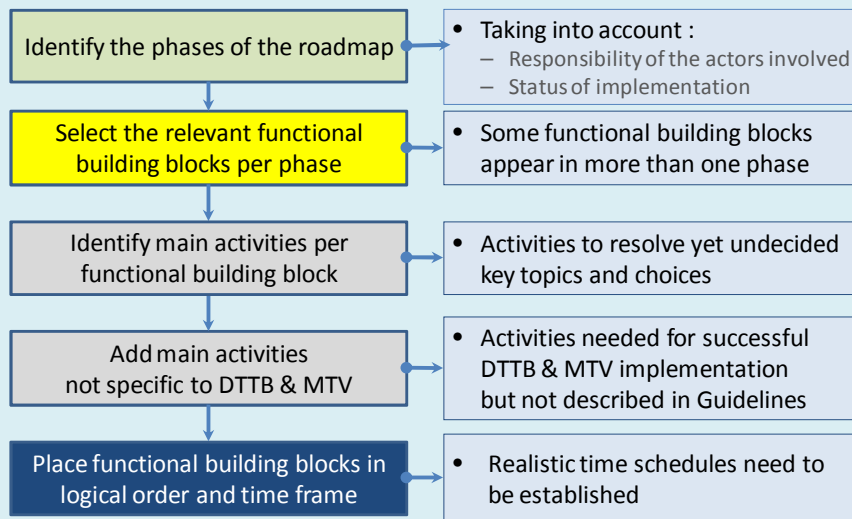 Identify the phases of the roadmap
• Taking into account :
– Responsibility of the actors involved
– Status of implementation
Select the relevant functional
building blocks per phase
• Some functional building blocks
appear in more than one phase
Identify main activities per
functional building block
• Activities to resolve yet undecided
key topics and choices
Add main activities
not specific to DTTB & MTV
• Activities needed for successful
DTTB & MTV implementation
but not described in Guidelines
Place functional building blocks in
logical order and time frame
• Realistic time schedules need to
be established